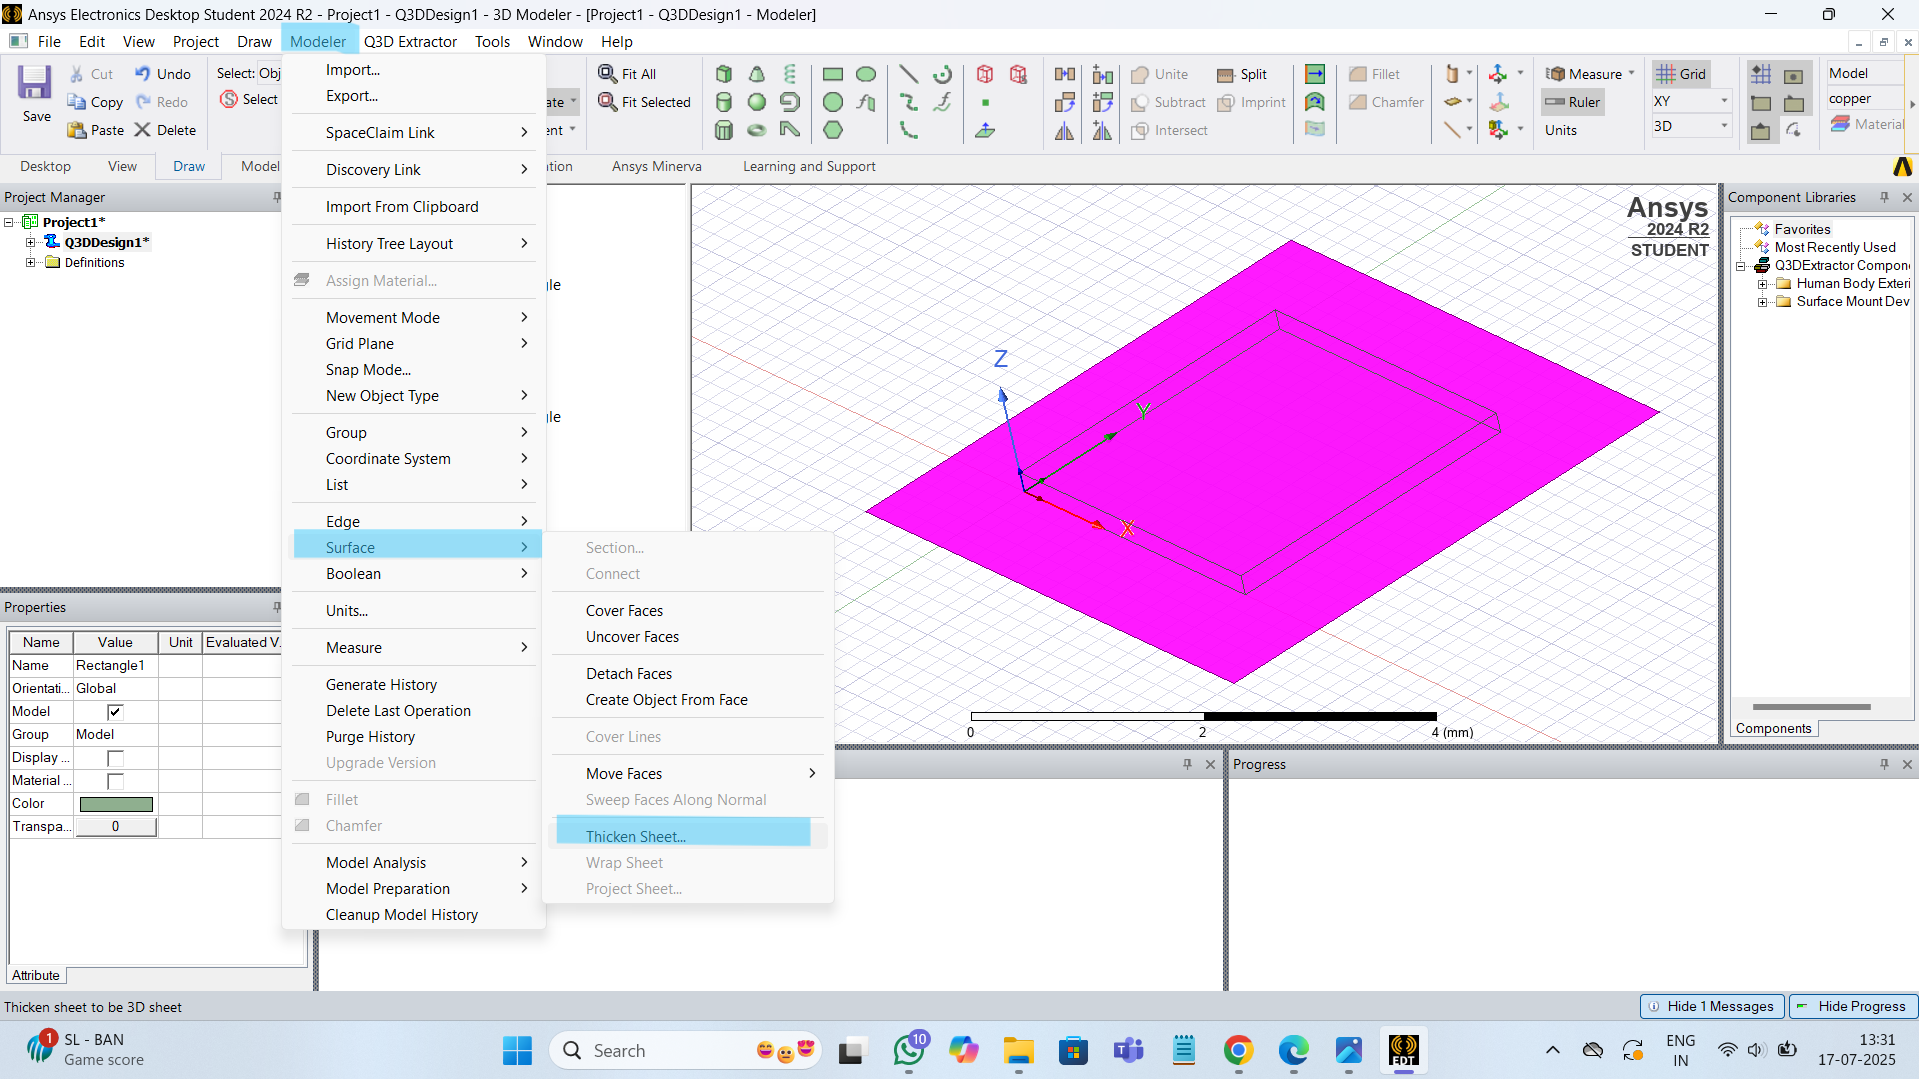 Ansys Electronics Desktop Student 2024 R2 - Project1 - Q3DDesign1 - 3D Modeler - [Project1 - Q3DDesign1 - Modeler]
File Edit View Project Draw Modeler Q3D Extractor Tools Window Help
Save
Cut
Copy
Paste
Undo
Redo
Delete
Select: Obj
Select
ate
ent
Fit All
Fit Selected
Unite
Subtract
Intersect
Split
Imprint
Fillet
Chamfer
Measure
Ruler
Units
Grid
XY
3D
Model
copper
Material
Desktop View Draw Model
tion Ansys Minerva Learning and Support
Project Manager
Project1*
Q3DDesign1*
Definitions
Import...
Export...
SpaceClaim Link
Discovery Link
Import From Clipboard
History Tree Layout
Assign Material...
Movement Mode
Grid Plane
Snap Mode...
New Object Type
Group
Coordinate System
List
Edge
Surface
Boolean
Units...
Measure
Generate History
Delete Last Operation
Purge History
Upgrade Version
Fillet
Chamfer
Model Analysis
Model Preparation
Cleanup Model History
Section...
Connect
Cover Faces
Uncover Faces
Detach Faces
Create Object From Face
Cover Lines
Move Faces
Sweep Faces Along Normal
Thicken Sheet...
Wrap Sheet
Project Sheet...
gle
gle
Ansys
2024 R2
STUDENT
Z
Y
X
0 2 4 (mm)
Component Libraries
Favorites
Most Recently Used
Q3DExtractor Compon
Human Body Exteri
Surface Mount Dev
Components
Properties
Name Value Unit Evaluated V.
Name Rectangle1
Orientati... Global
Model
Group Model
Display ...
Material ...
Color
Transpa... 0
Attribute
Progress
Thicken sheet to be 3D sheet
Hide 1 Messages Hide Progress
1
SL - BAN
Game score
Search
10
EDT
ENG
IN
13:31
17-07-2025